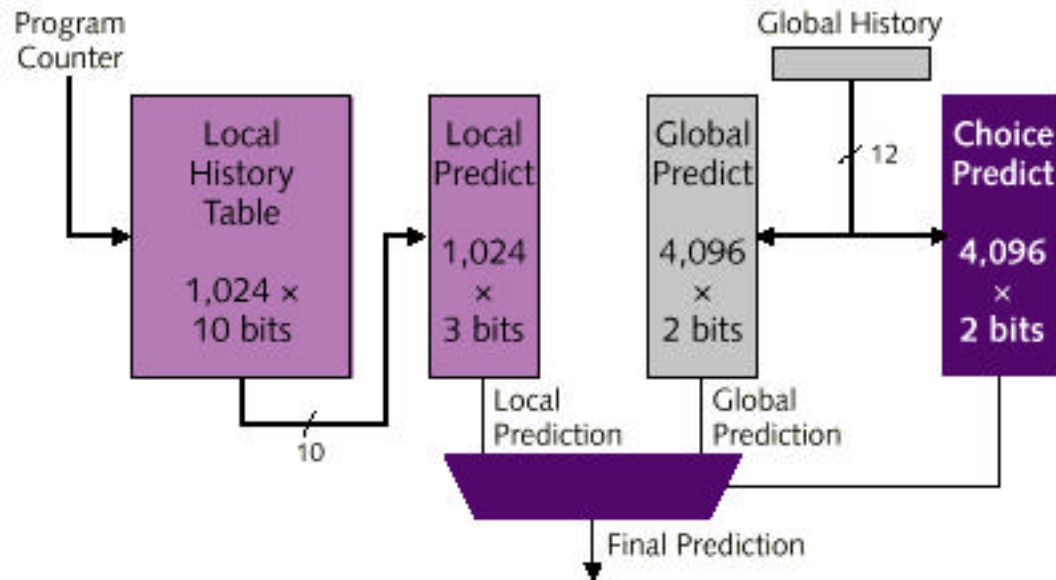 Program
Counter
Global History
Local
History
Table
1,024 ×
10 bits
Local
Predict
1,024
×
3 bits
Global
Predict
4,096
×
2 bits
12
Choice
Predict
4,096
×
2 bits
10
Local
Prediction
Global
Prediction
Final Prediction